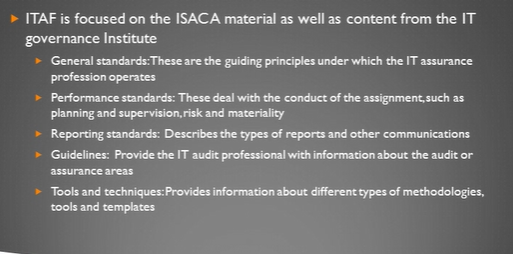 ITAF is focused on the ISACA material as well as content from the IT
governance Institute
General standards:These are the guiding principles under which the IT assurance
profession operates
Performance standards: These deal with the conduct of the assignment,such as
planning and supervision,risk and materiality
Reporting standards: Describes the types of reports and other communications
Guidelines: Provide the IT audit professional with information about the audit or
assurance areas
Tools and techniques:Provides information about different types of methodologies,
tools and templates